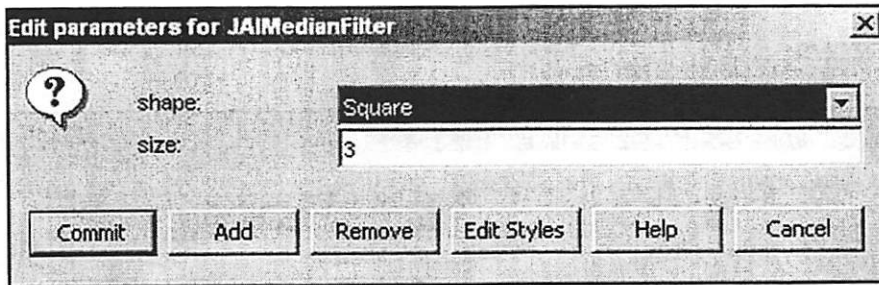 Edit parameters for JAIMedianFilter
?
shape: Square
size: 3
Commit Add Remove Edit Styles Help Cancel